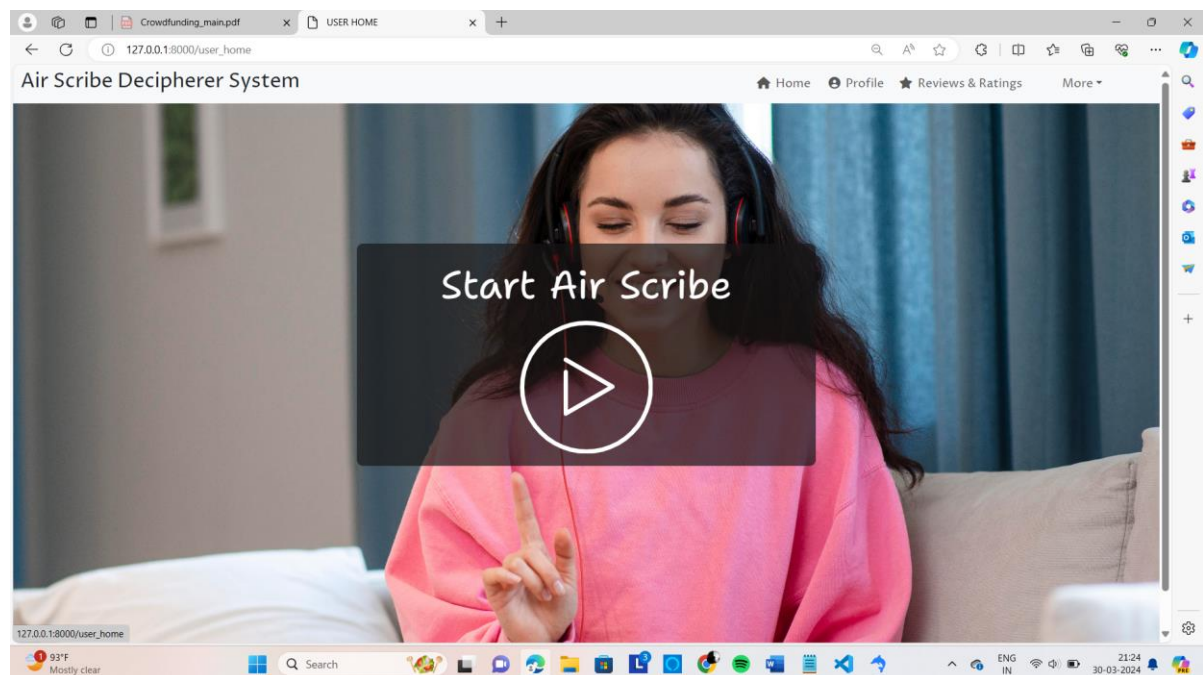 Crowdfunding_main.pdf
USER HOME
127.0.0.1:8000/user_home
Air Scribe Decipherer System
Home Profile Reviews & Ratings More
Start Air Scribe
127.0.0.1:8000/user_home
93°F
Mostly clear
Search
ENG
IN
21:24
30-03-2024